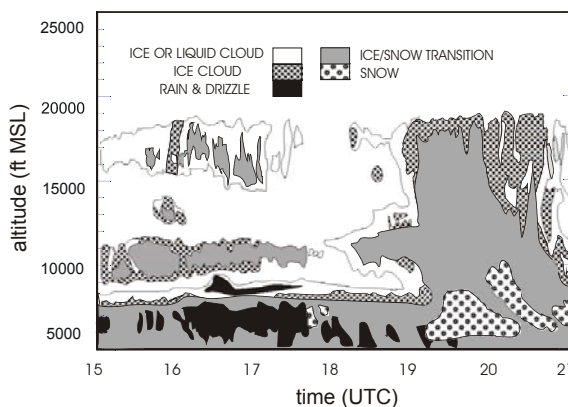 25000
ICE OR LIQUID CLOUD
ICE/SNOW TRANSITION
ICE CLOUD
SNOW
RAIN & DRIZZLE
20000
altitude (ft MSL)
15000
10000
5000
15 16 17 18 19 20 21
time (UTC)